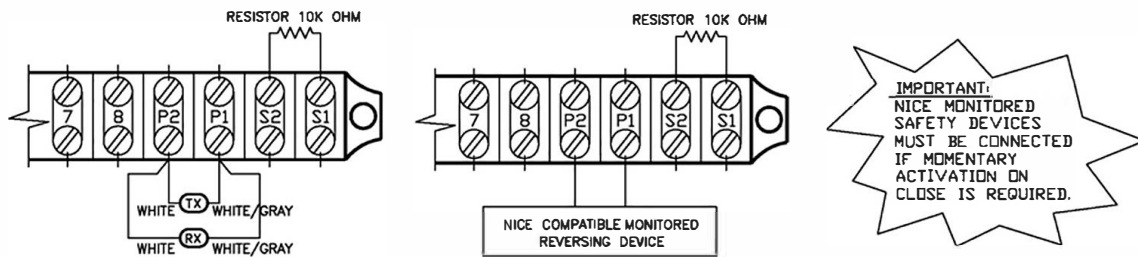 RESISTOR 10K OHM
7 8 P2 P1 S2 S1
WHITE TX WHITE/GRAY
WHITE RX WHITE/GRAY
RESISTOR 10K OHM
7 8 P2 P1 S2 S1
NICE COMPATIBLE MONITORED
REVERSING DEVICE
IMPORTANT:
NICE MONITORED
SAFETY DEVICES
MUST BE CONNECTED
IF MOMENTARY
ACTIVATION ON
CLOSE IS REQUIRED.